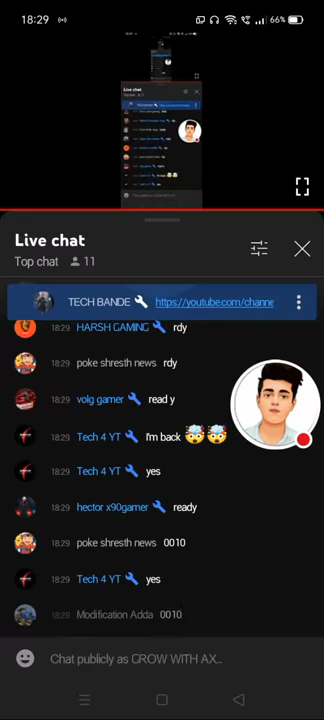 18:29 66%
Live chat
Top chat 11
TECH BANDE https://youtube.com/channe
18:29 HARSH GAMING rdy
18:29 poke shresth news rdy
18:29 volg gamer read y
18:29 Tech 4 YT I'm back 🤯🤯
18:29 Tech 4 YT yes
18:29 hector x90gamer ready
18:29 poke shresth news 0010
18:29 Tech 4 YT yes
18:29 Modification Adda 0010
Chat publicly as GROW WITH AX...